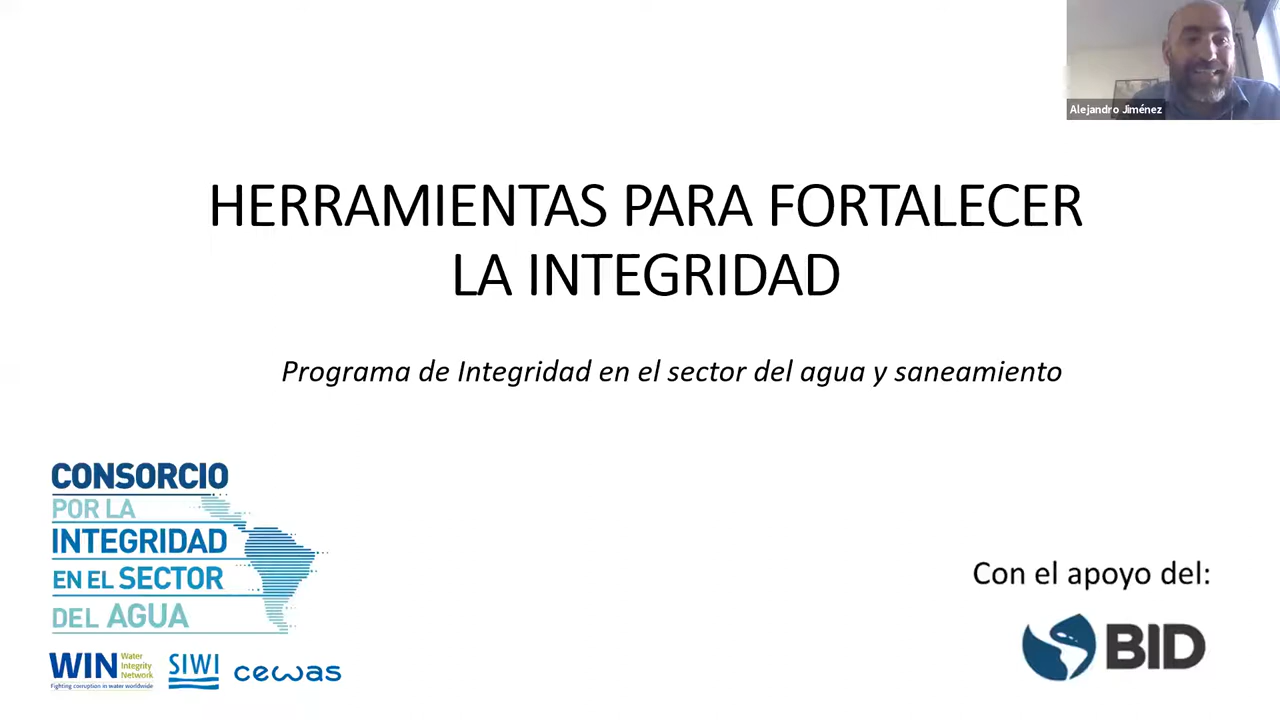 Alejandro Jiménez
HERRAMIENTAS PARA FORTALECER
LA INTEGRIDAD
Programa de Integridad en el sector del agua y saneamiento
CONSORCIO
POR LA
INTEGRIDAD
EN EL SECTOR
DEL AGUA
WIN Water
Integrity
Network
Fighting corruption in water worldwide
SIWI
cewas
Con el apoyo del:
BID